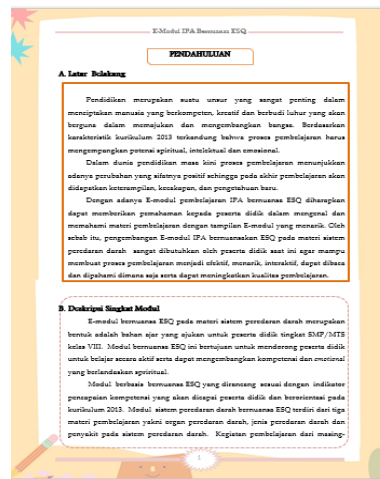 E-Modul IPA Bernuansa ESQ
PENDAHULUAN
A. Latar Belakang
Pendidikan merupakan suatu unsur yang sangat penting dalam
menciptakan manusia yang berkompeten, kreatif dan berbudi luhur yang akan
berguna dalam memajukan dan mengembangkan bangsa. Berdasarkan
karakteristik kurikulum 2013 terkandung bahwa proses pembelajaran harus
mengempangkan potensi spiritual, intelektual dan emosional.
Dalam dunia pendidikan masa kini proses pembelajaran menunjukkan
adanya perubahan yang sifatnya positif sehingga pada akhir pembelajaran akan
didapatkan keterampilan, kecakapan, dan pengetahuan baru.
Dengan adanya E-modul pembelajaran IPA bernuansa ESQ diharapkan
dapat memberikan pemahaman kepada peserta didik dalam mengenal dan
memahami materi pembelajaran dengan tampilan E-modul yang menarik. Oleh
sebab itu, pengembangan E-modul IPA bernuansakan ESQ pada materi sistem
peredaran darah sangat dibutuhkan oleh peserta didik saat ini agar mampu
membuat proses pembelajaran menjadi efektif, menarik, interaktif, dapat dibaca
dan dipahami dimana saja serta dapat meningkatkan kualitas pembelajaran.
B. Deskripsi Singkat Modul
E-modul bernuansa ESQ pada materi sistem peredaran darah merupakan
bentuk adalah bahan ajar yang ajukan untuk peserta didik tingkat SMP/MTS
kelas VIII. Modul bernuansa ESQ ini bertujuan untuk mendorong peserta didik
untuk belajar secara aktif serta dapat mengembangkan kompetensi dan emotional
yang berlandaskan spriritual.
Modul berbasis bernuansa ESQ yang dirancang sesuai dengan indikator
pencapaian kompetensi yang akan dicapai peserta didik dan berorientasi pada
kurikulum 2013. Modul sistem peredaran darah bernuansa ESQ terdiri dari tiga
materi pembelajaran yakni organ peredaran darah, jenis peredaran darah dan
penyakit pada sistem peredaran darah. Kegiatan pembelajaran dari masing-
1